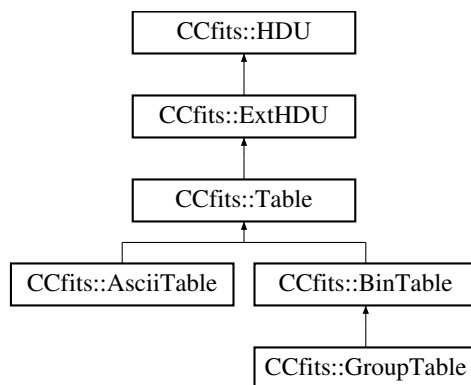 CCfits::HDU
CCfits::ExtHDU
CCfits::Table
CCfits::AsciiTable
CCfits::BinTable
CCfits::GroupTable